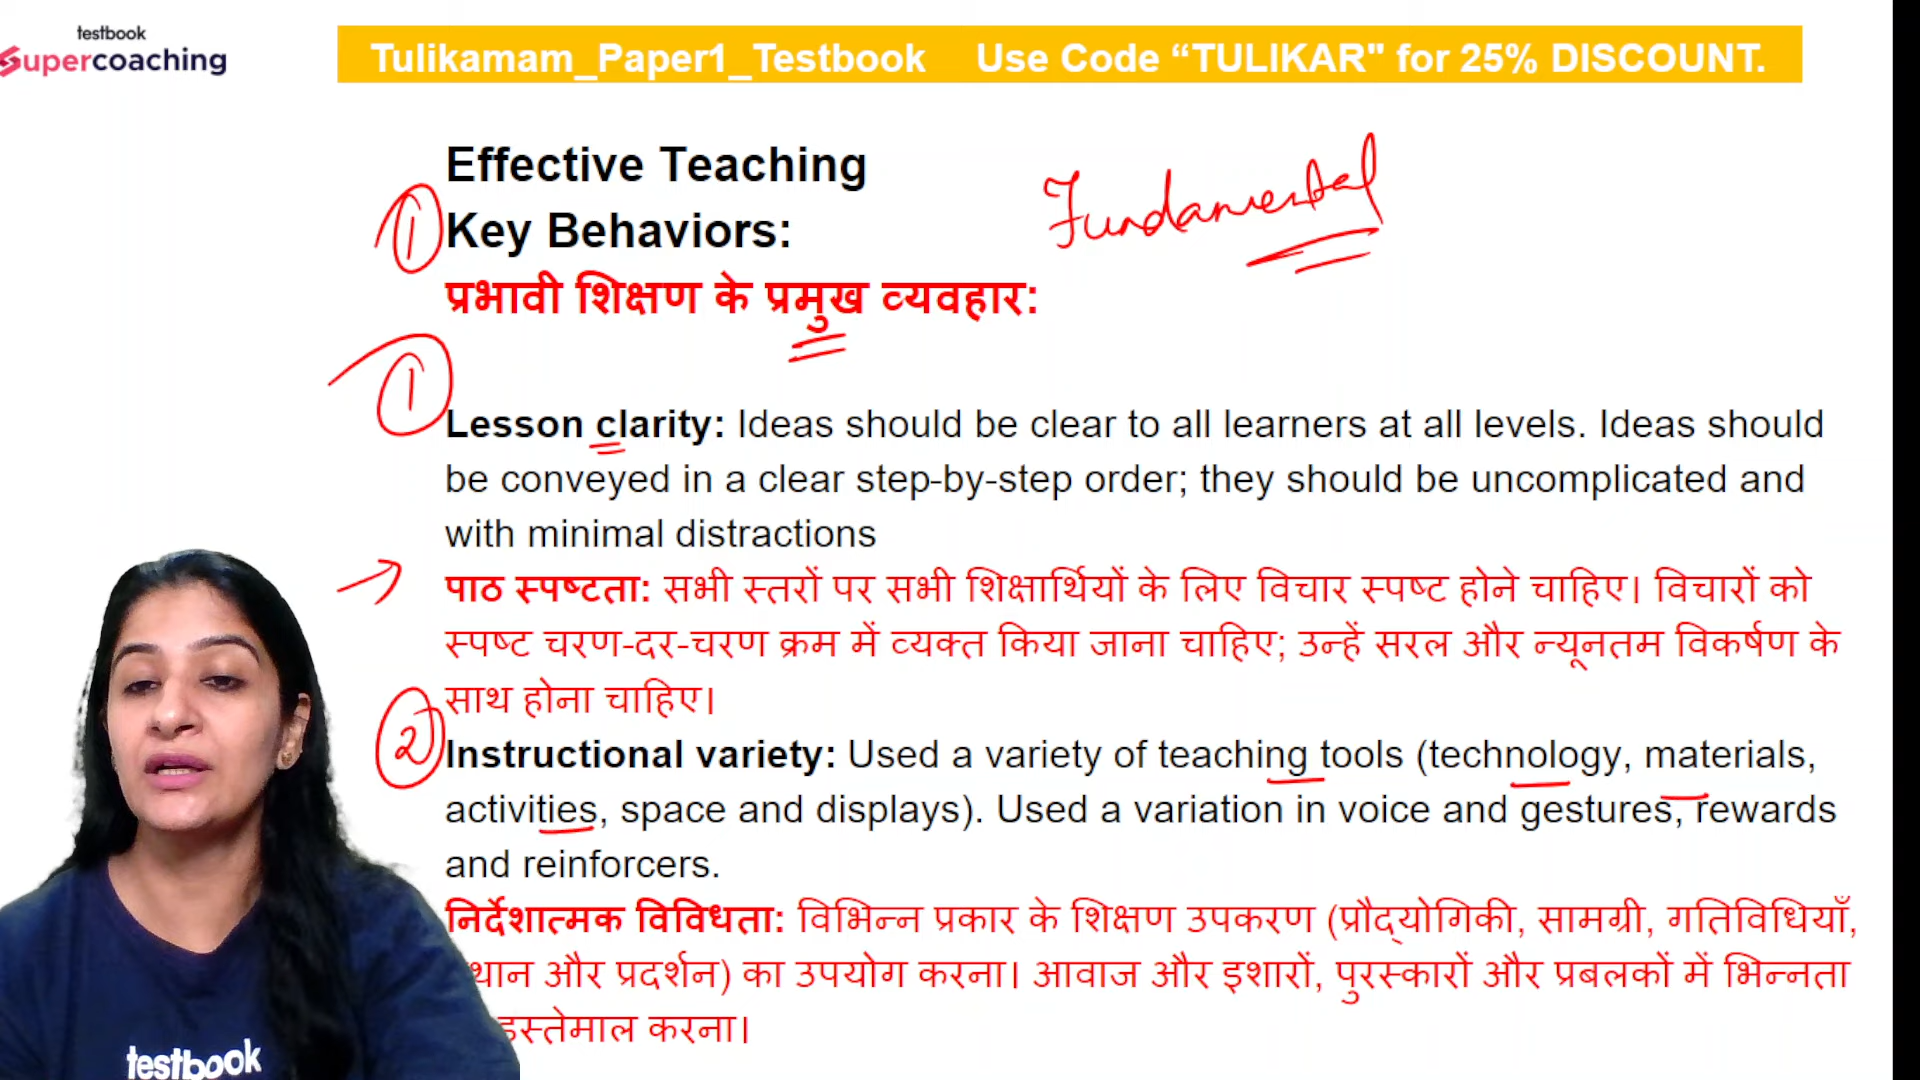 testbook
Supercoaching
Tulikamam_Paper1_Testbook Use Code “TULIKAR" for 25% DISCOUNT.
Effective Teaching
Fundamental
① Key Behaviors:
प्रभावी शिक्षण के प्रमुख व्यवहार:
①
Lesson clarity: Ideas should be clear to all learners at all levels. Ideas should
be conveyed in a clear step-by-step order; they should be uncomplicated and
with minimal distractions
पाठ स्पष्टता: सभी स्तरों पर सभी शिक्षार्थियों के लिए विचार स्पष्ट होने चाहिए। विचारों को
स्पष्ट चरण-दर-चरण क्रम में व्यक्त किया जाना चाहिए; उन्हें सरल और न्यूनतम विकर्षण के
साथ होना चाहिए।
② Instructional variety: Used a variety of teaching tools (technology, materials,
activities, space and displays). Used a variation in voice and gestures, rewards
and reinforcers.
निर्देशात्मक विविधता: विभिन्न प्रकार के शिक्षण उपकरण (प्रौद्योगिकी, सामग्री, गतिविधियाँ,
और प्रदर्शन) का उपयोग करना। आवाज और इशारों, पुरस्कारों और प्रबलकों में भिन्नता
इस्तेमाल करना।
testbook